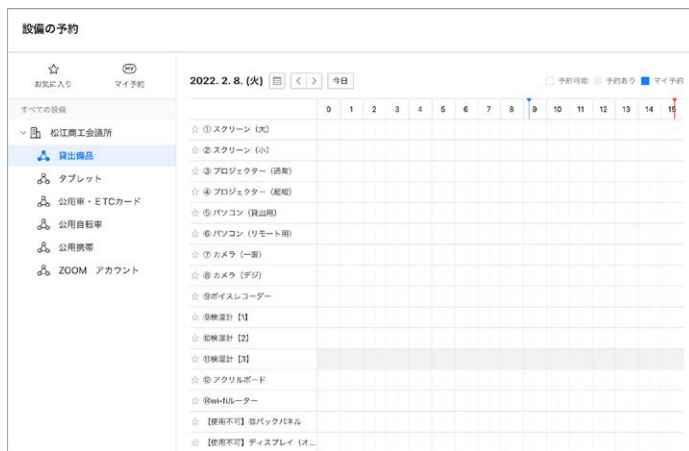 設備の予約
お気に入り
MY
マイ予約
2022. 2. 8. (火)
今日
予約可能
予約あり
マイ予約
すべての設備
松江商工会議所
貸出備品
タブレット
公用車・ETCカード
公用自転車
公用携帯
ZOOM アカウント
0 1 2 3 4 5 6 7 8 9 10 11 12 13 14 15
①スクリーン（大）
②スクリーン（小）
③プロジェクター（通常）
④プロジェクター（超短）
⑤パソコン（貸出用）
⑥パソコン（リモート用）
⑦カメラ（一眼）
⑧カメラ（デジ）
⑨ボイスレコーダー
⑨検温計【1】
⑩検温計【2】
⑪検温計【3】
⑫アクリルボード
⑭wi-fiルーター
【使用不可】⑬バックパネル
【使用不可】ディスプレイ（オ...